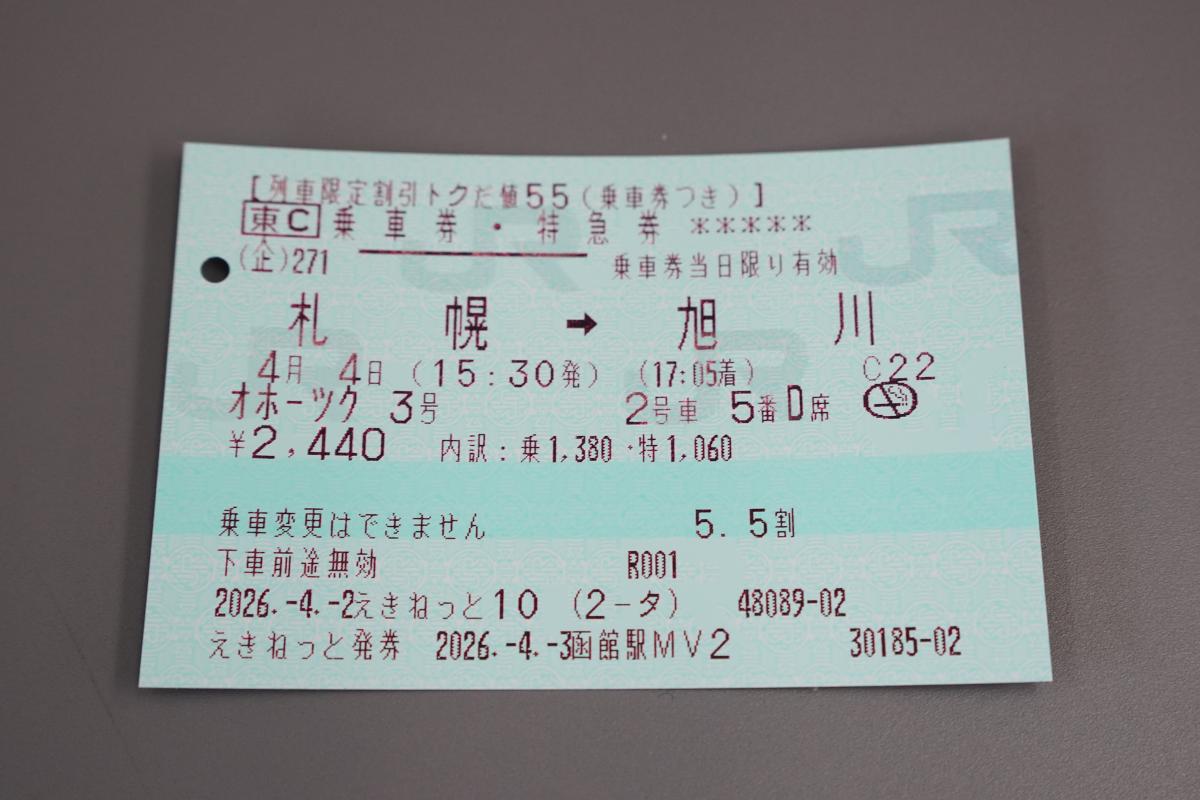 【列車限定割引トクだ値55(乗車券つき)】
東C 乗車券・特急券 *****
(企)271 乗車券当日限り有効
札幌 → 旭川
4月 4日 (15:30発) (17:05着) C22
オホーツク 3号 2号車 5番D席
¥2,440 内訳:乗1,380・特1,060
乗車変更はできません 5.5割
下車前途無効 R001
2026.-4.-2えきねっと10 (2-タ) 48089-02
えきねっと発券 2026.-4.-3函館駅MV2 30185-02
JR JR
JR JR